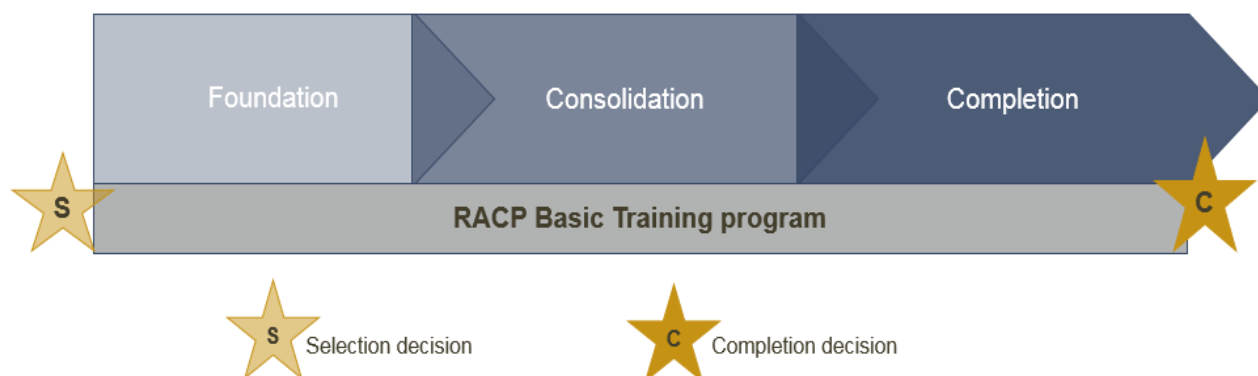 Foundation Consolidation Completion
S RACP Basic Training program C
S Selection decision C Completion decision